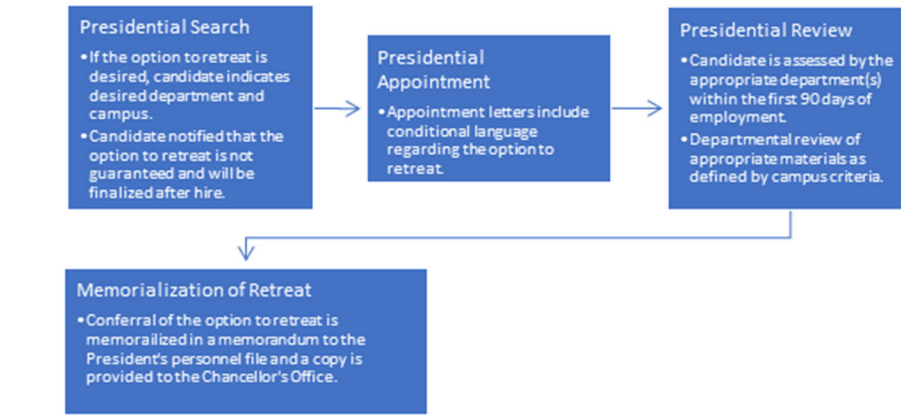 Presidential Search
•If the option to retreat is
desired, candidate indicates
desired department and
campus.
•Candidate notified that the
option to retreat is not
guaranteed and will be
finalized after hire.
Presidential
Appointment
•Appointment letters include
conditional language
regarding the option to
retreat.
Presidential Review
•Candidate is assessed by the
appropriate department(s)
within the first 90 days of
employment.
•Departmental review of
appropriate materials as
defined by campus criteria.
Memorialization of Retreat
•Conferral of the option to retreat is
memorailized in a memorandum to the
President's personnel file and a copy is
provided to the Chancellor's Office.